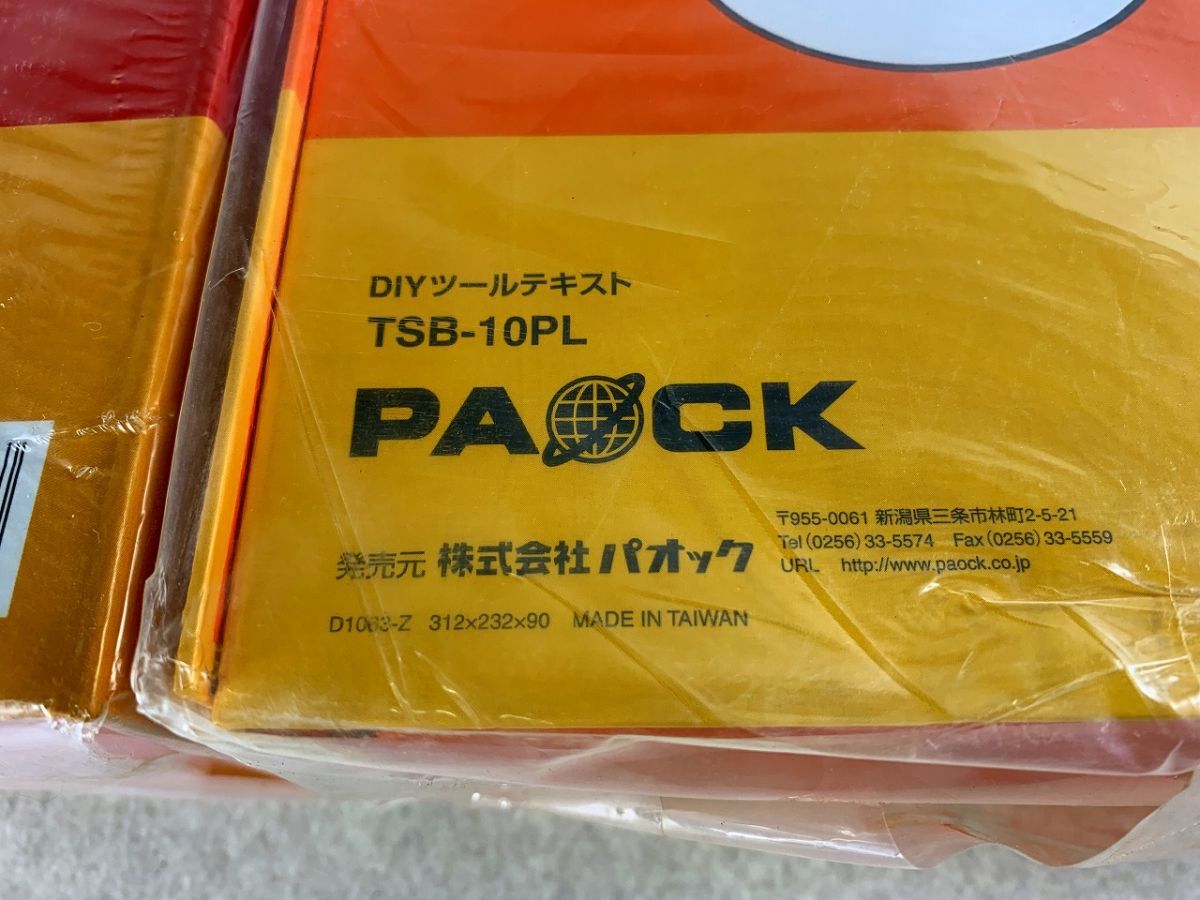 DIYツールテキスト
TSB-10PL
PAOCK
発売元 株式会社 パオック
〒955-0061 新潟県三条市林町2-5-21
Tel(0256)33-5574 Fax(0256)33-5559
URL http://www.paock.co.jp
D1063-Z 312×232×90 MADE IN TAIWAN